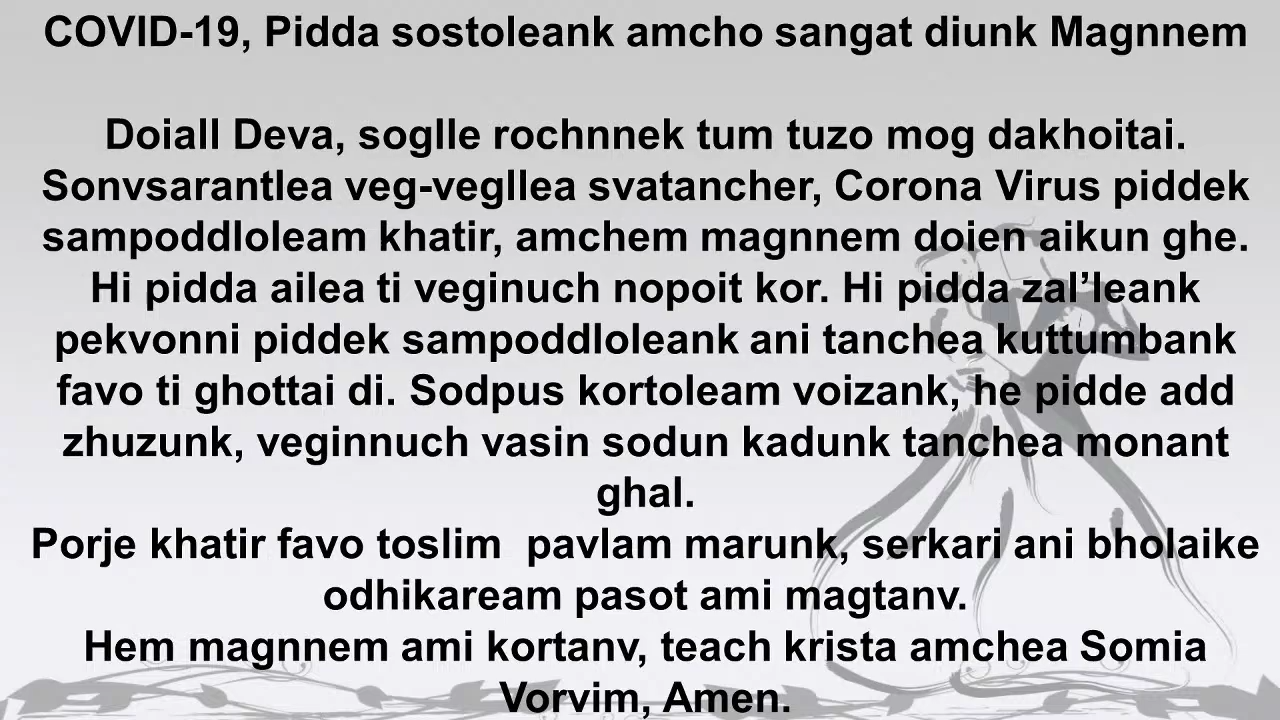 COVID-19, Pidda sostoleank amcho sangat diunk Magnnem
Doiall Deva, soglle rochnnek tum tuzo mog dakhoitai.
Sonvsarantlea veg-vegllea svatancher, Corona Virus piddek
sampoddloleam khatir, amchem magnnem doien aikun ghe.
Hi pidda ailea ti veginuch nopoit kor. Hi pidda zal’leank
pekvonni piddek sampoddloleank ani tanchea kuttumbank
favo ti ghottai di. Sodpus kortoleam voizank, he pidde add
zhuzunk, veginnuch vasin sodun kadunk tanchea monant
ghal.
Porje khatir favo toslim  pavlam marunk, serkari ani bholaike
odhikaream pasot ami magtanv.
Hem magnnem ami kortanv, teach krista amchea Somia
Vorvim, Amen.